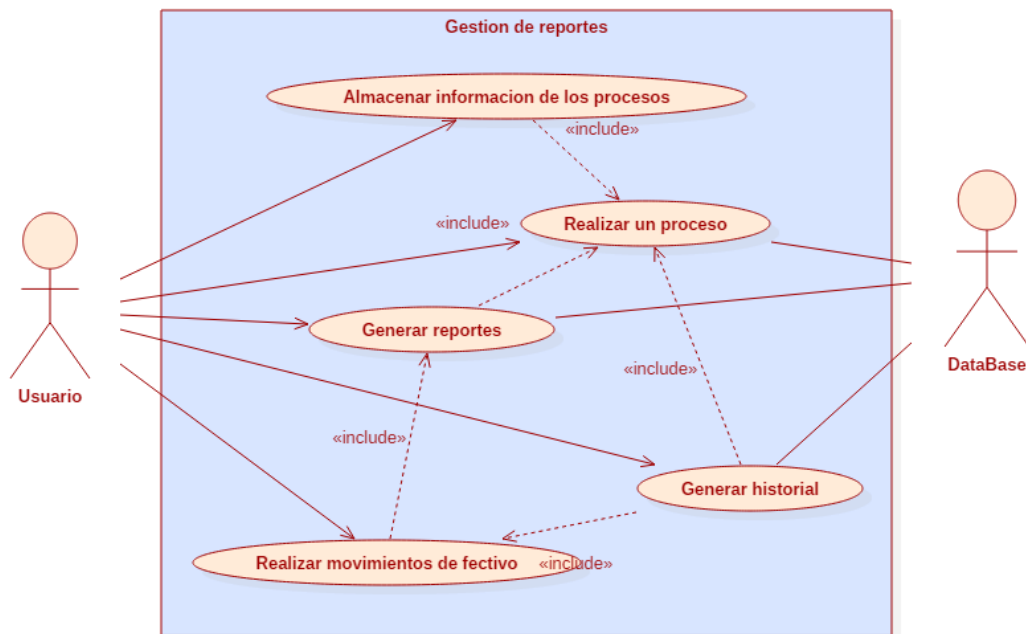 Gestion de reportes
Almacenar informacion de los procesos
«include»
«include»
Realizar un proceso
Generar reportes
«include»
DataBase
Usuario
«include»
Generar historial
Realizar movimientos de fectivo
«include»